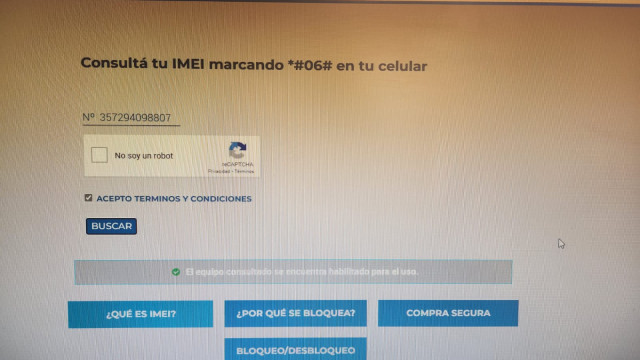 Consultá tu IMEI marcando *#06# en tu celular
Nº 357294098807
No soy un robot
reCAPTCHA
Privacidad - Términos
ACEPTO TERMINOS Y CONDICIONES
BUSCAR
El equipo consultado se encuentra habilitado para el uso.
¿QUÉ ES IMEI?
¿POR QUÉ SE BLOQUEA?
COMPRA SEGURA
BLOQUEO/DESBLOQUEO